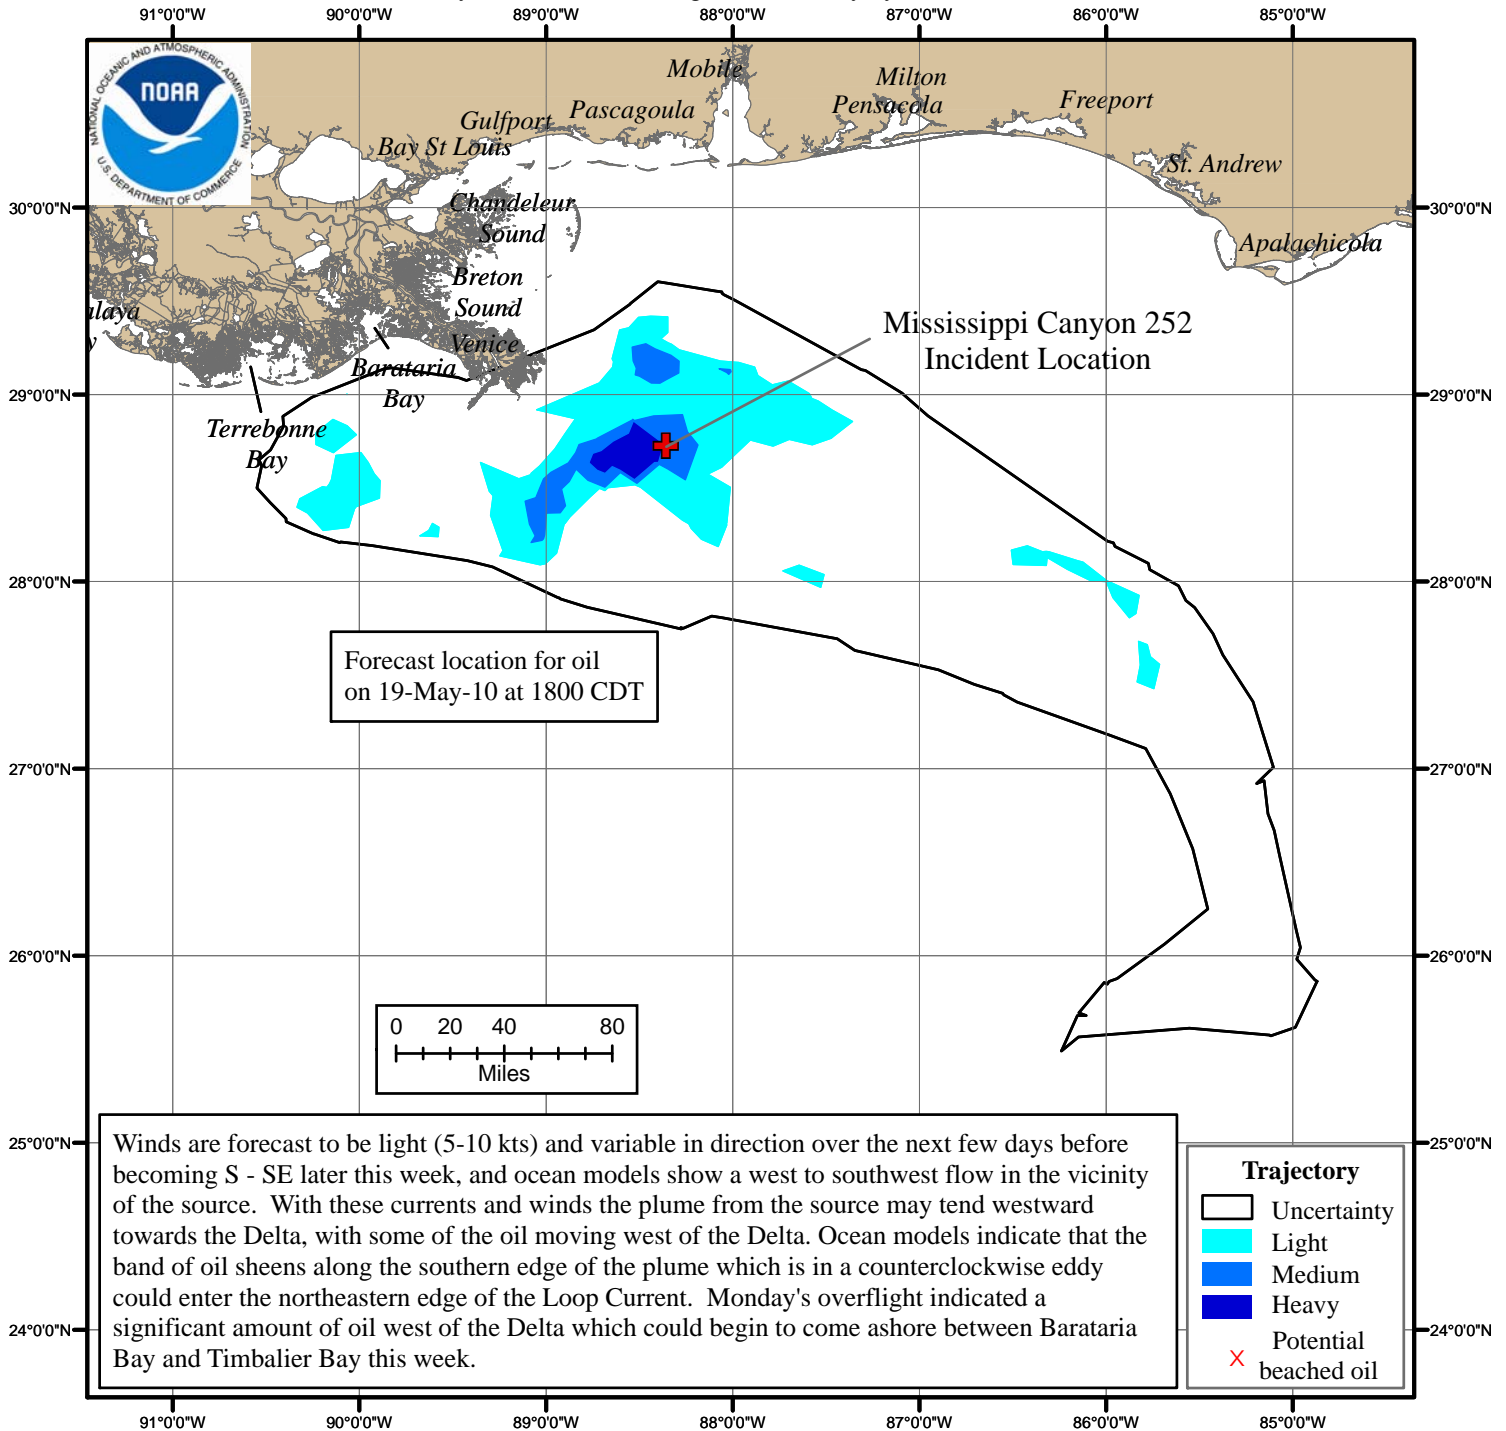 91°0'0"W
90°0'0"W
89°0'0"W
88°0'0"W
87°0'0"W
86°0'0"W
85°0'0"W
NATIONAL OCEANIC AND ATMOSPHERIC ADMINISTRATION
NOAA
U.S. DEPARTMENT OF COMMERCE
Mobile
Milton
Pensacola
Freeport
Pascagoula
Gulfport
Bay St Louis
St. Andrew
30°0'0"N
30°0'0"N
Chandeleur
Sound
Apalachicola
Breton
Sound
alaya
y
Venice
Mississippi Canyon 252
Incident Location
Barataria
Bay
29°0'0"N
29°0'0"N
Terrebonne
Bay
28°0'0"N
28°0'0"N
Forecast location for oil
on 19-May-10 at 1800 CDT
27°0'0"N
27°0'0"N
26°0'0"N
26°0'0"N
0 20 40 80
Miles
25°0'0"N
25°0'0"N
Winds are forecast to be light (5-10 kts) and variable in direction over the next few days before
becoming S - SE later this week, and ocean models show a west to southwest flow in the vicinity
of the source. With these currents and winds the plume from the source may tend westward
towards the Delta, with some of the oil moving west of the Delta. Ocean models indicate that the
band of oil sheens along the southern edge of the plume which is in a counterclockwise eddy
could enter the northeastern edge of the Loop Current. Monday's overflight indicated a
significant amount of oil west of the Delta which could begin to come ashore between Barataria
Bay and Timbalier Bay this week.
Trajectory
Uncertainty
Light
Medium
Heavy
X Potential
beached oil
24°0'0"N
24°0'0"N
91°0'0"W
90°0'0"W
89°0'0"W
88°0'0"W
87°0'0"W
86°0'0"W
85°0'0"W